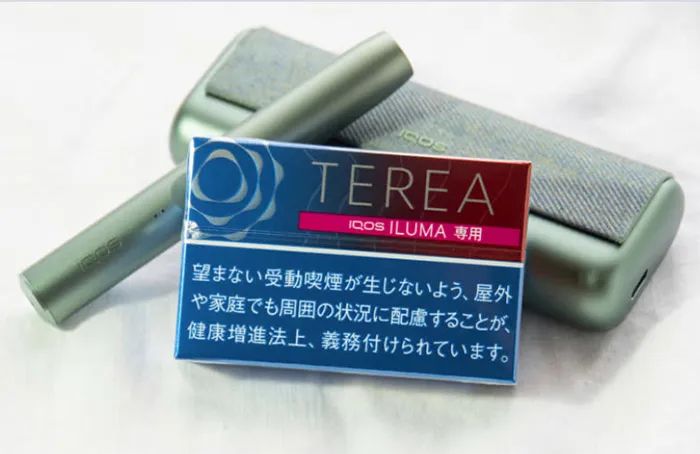 IQOS
IQOS
TEREA
IQOS ILUMA 専用
望まない受動喫煙が生じないよう、屋外
や家庭でも周囲の状況に配慮することが、
健康増進法上、義務付けられています。